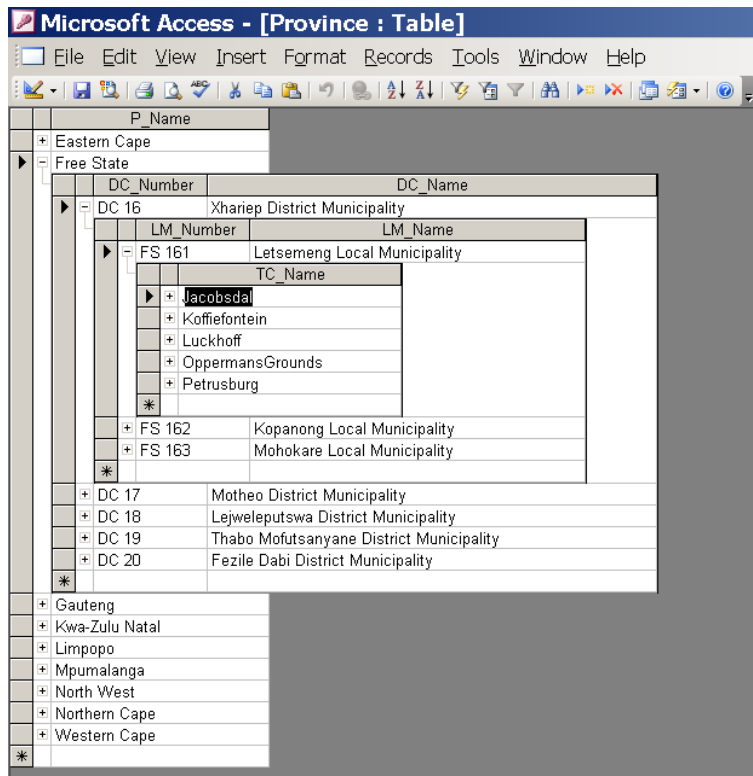 Microsoft Access - [Province : Table]
File Edit View Insert Format Records Tools Window Help
P_Name
Eastern Cape
Free State
DC_Number DC_Name
DC 16 Xhariep District Municipality
LM_Number LM_Name
FS 161 Letsemeng Local Municipality
TC_Name
Jacobsdal
Koffiefontein
Luckhoff
OppermansGrounds
Petrusburg
FS 162 Kopanong Local Municipality
FS 163 Mohokare Local Municipality
DC 17 Motheo District Municipality
DC 18 Lejweleputswa District Municipality
DC 19 Thabo Mofutsanyane District Municipality
DC 20 Fezile Dabi District Municipality
Gauteng
Kwa-Zulu Natal
Limpopo
Mpumalanga
North West
Northern Cape
Western Cape